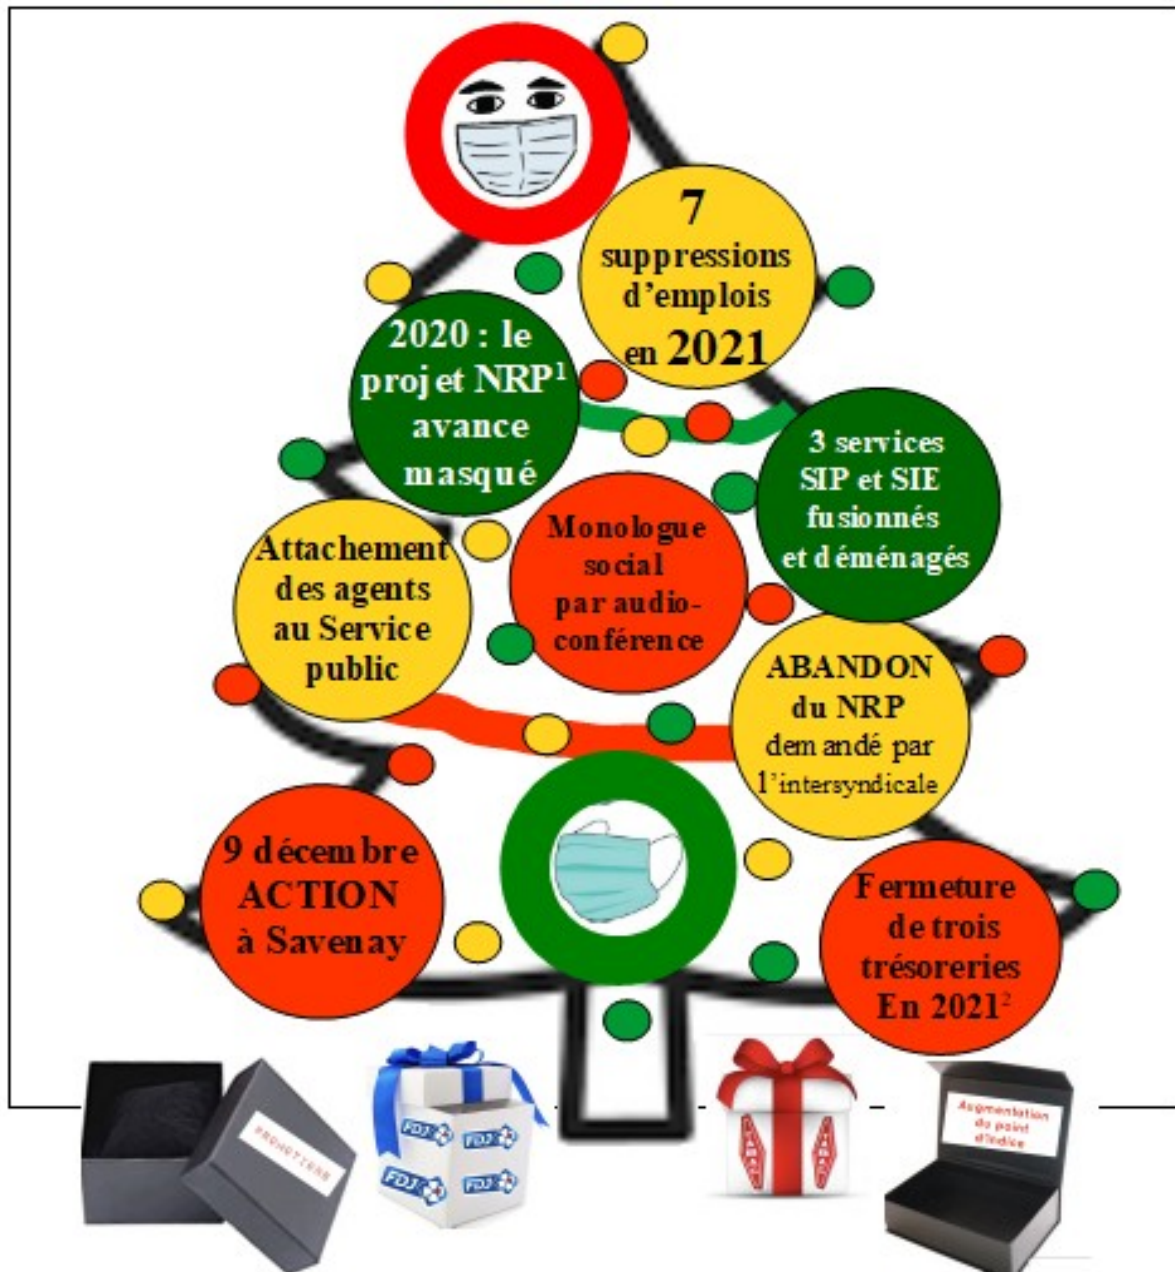 7
suppressions
d’emplois
en 2021
2020 : le
projet NRP¹
avance
masqué
3 services
SIP et SIE
fusionnés
et déménagés
Attachement
des agents
au Service
public
Monologue
social
par audio-
conférence
ABANDON
du NRP
demandé par
l’intersyndicale
9 décembre
ACTION
à Savenay
Fermeture
de trois
trésoreries
En 2021²
PROMOTIONS
FDJ
FDJ
FDJ
FDJ
TABAC
TABAC
Augmentation
du point
d'indice